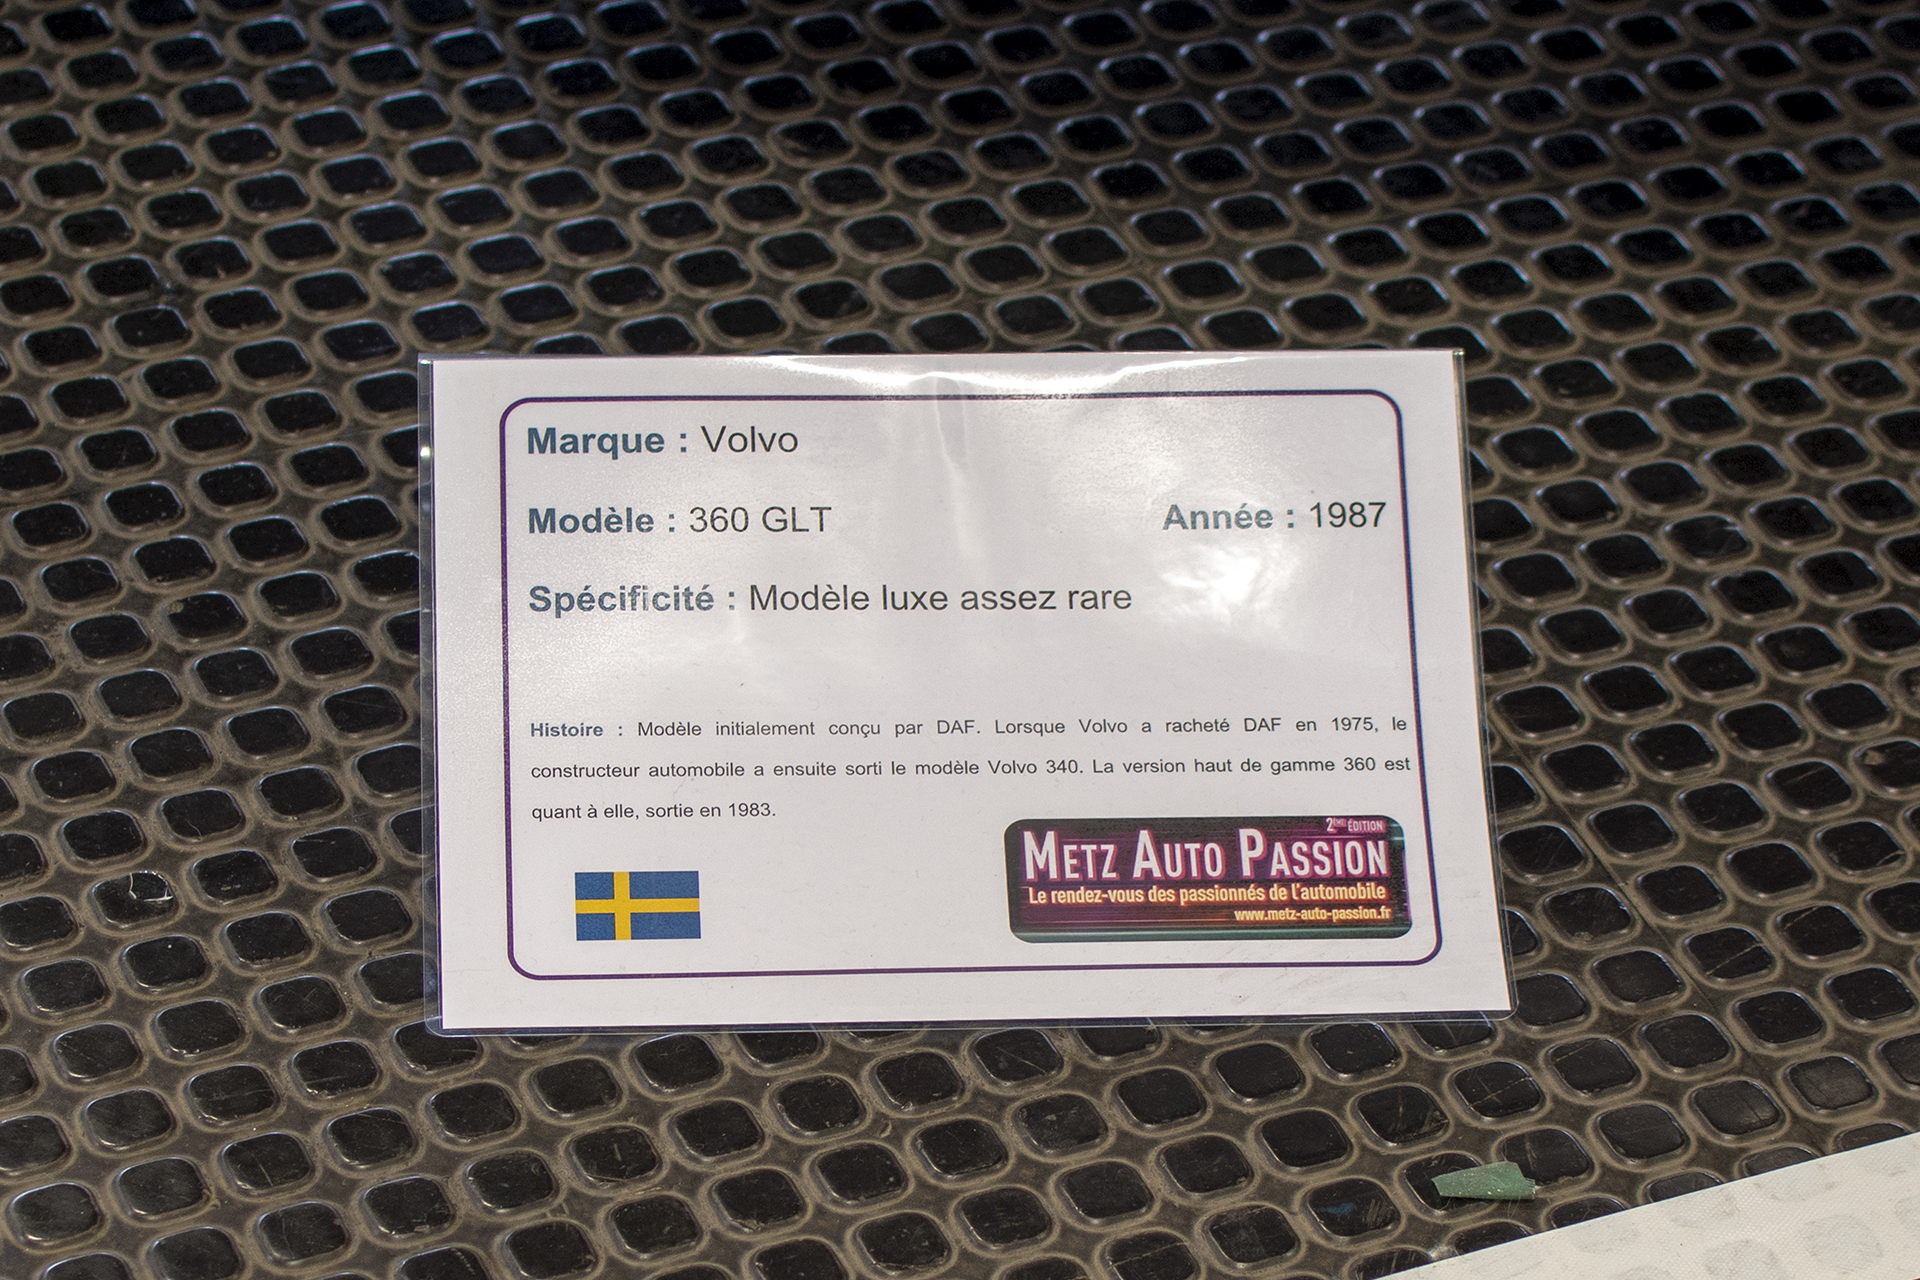 Marque : Volvo
Modèle : 360 GLT Année : 1987
Spécificité : Modèle luxe assez rare
Histoire : Modèle initialement conçu par DAF. Lorsque Volvo a racheté DAF en 1975, le
constructeur automobile a ensuite sorti le modèle Volvo 340. La version haut de gamme 360 est
quant à elle, sortie en 1983.
2ÈME ÉDITION
METZ AUTO PASSION
Le rendez-vous des passionnés de l'automobile
www.metz-auto-passion.fr